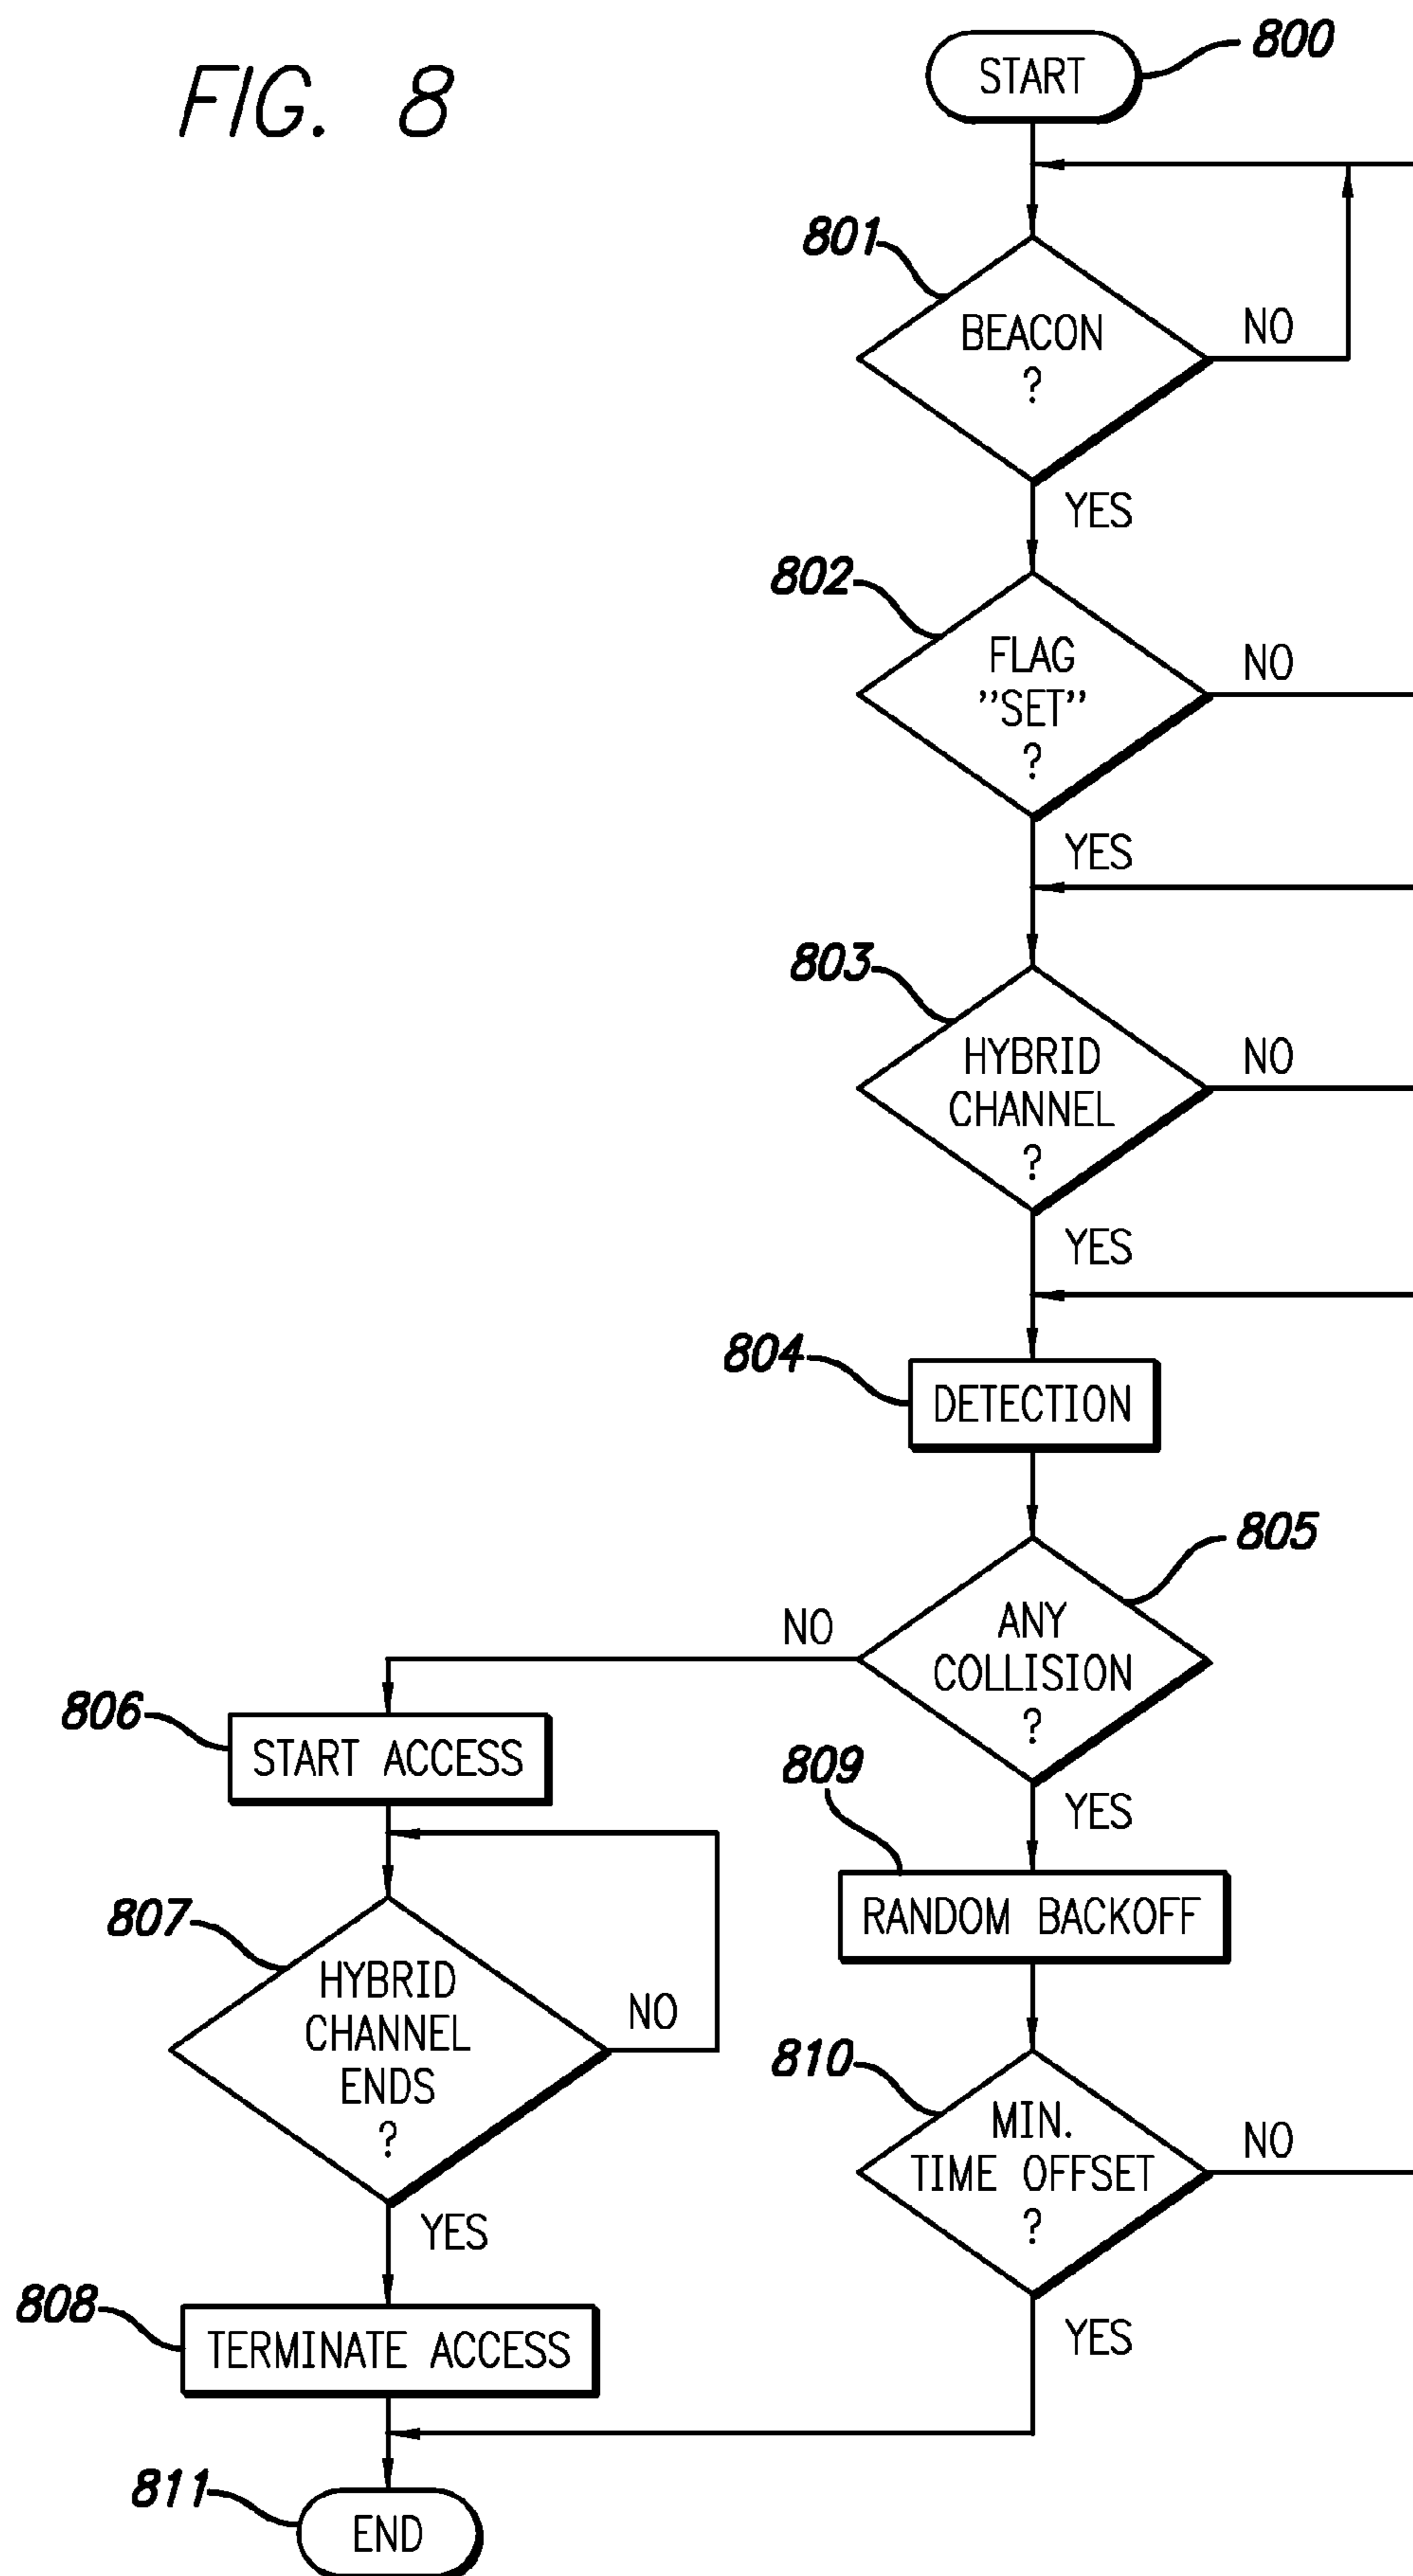 FIG. 8
START
800
801
BEACON
?
NO
YES
802
FLAG
"SET"
?
NO
YES
803
HYBRID
CHANNEL
?
NO
YES
804
DETECTION
805
ANY
COLLISION
?
NO
YES
806
START ACCESS
807
HYBRID
CHANNEL
ENDS
?
NO
YES
808
TERMINATE ACCESS
809
RANDOM BACKOFF
810
MIN.
TIME OFFSET
?
NO
YES
811
END